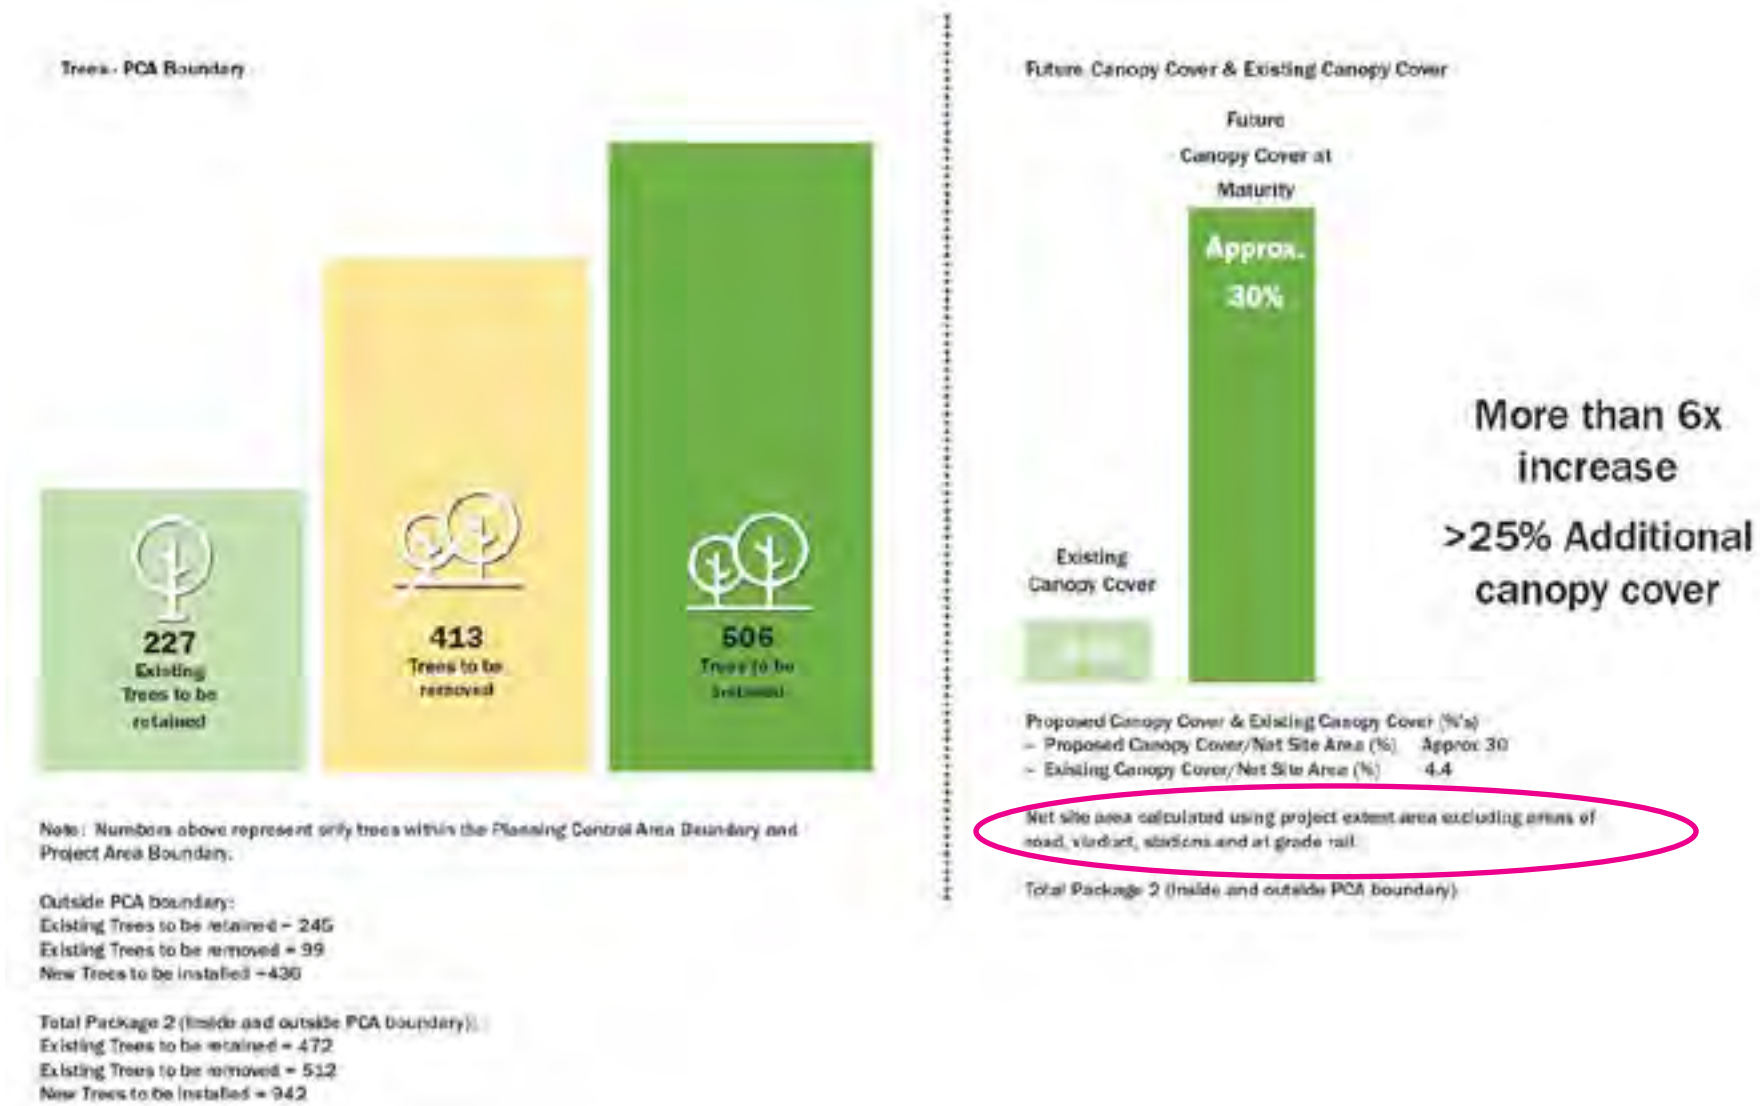 Trees - PCA Boundary
227
Existing
Trees to be
retained
413
Trees to be
removed
506
Trees to be
installed
Note: Numbers above represent only trees within the Planning Control Area Boundary and
Project Area Boundary.
Outside PCA boundary:
Existing Trees to be retained = 245
Existing Trees to be removed = 99
New Trees to be installed =436
Total Package 2 (Inside and outside PCA boundary):
Existing Trees to be retained = 472
Existing Trees to be removed = 512
New Trees to be installed = 942
Future Canopy Cover & Existing Canopy Cover
Future
Canopy Cover at
Maturity
Approx.
30%
Existing
Canopy Cover
More than 6x
increase
>25% Additional
canopy cover
Proposed Canopy Cover & Existing Canopy Cover (%'s)
- Proposed Canopy Cover/Net Site Area (%) Approx 30
- Existing Canopy Cover/Net Site Area (%) 4.4
Net site area calculated using project extent area excluding areas of
road, viaduct, stations and at grade rail.
Total Package 2 (Inside and outside PCA boundary)